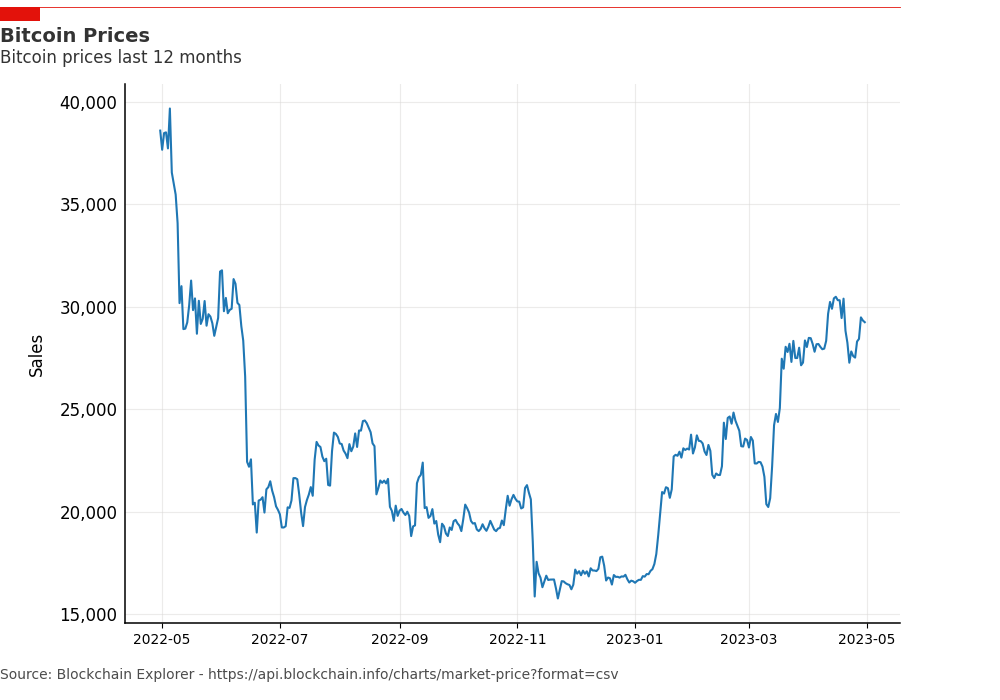 Bitcoin Prices
Bitcoin prices last 12 months
40,000
35,000
30,000
25,000
20,000
15,000
Sales
2022-05 2022-07 2022-09 2022-11 2023-01 2023-03 2023-05
Source: Blockchain Explorer - https://api.blockchain.info/charts/market-price?format=csv